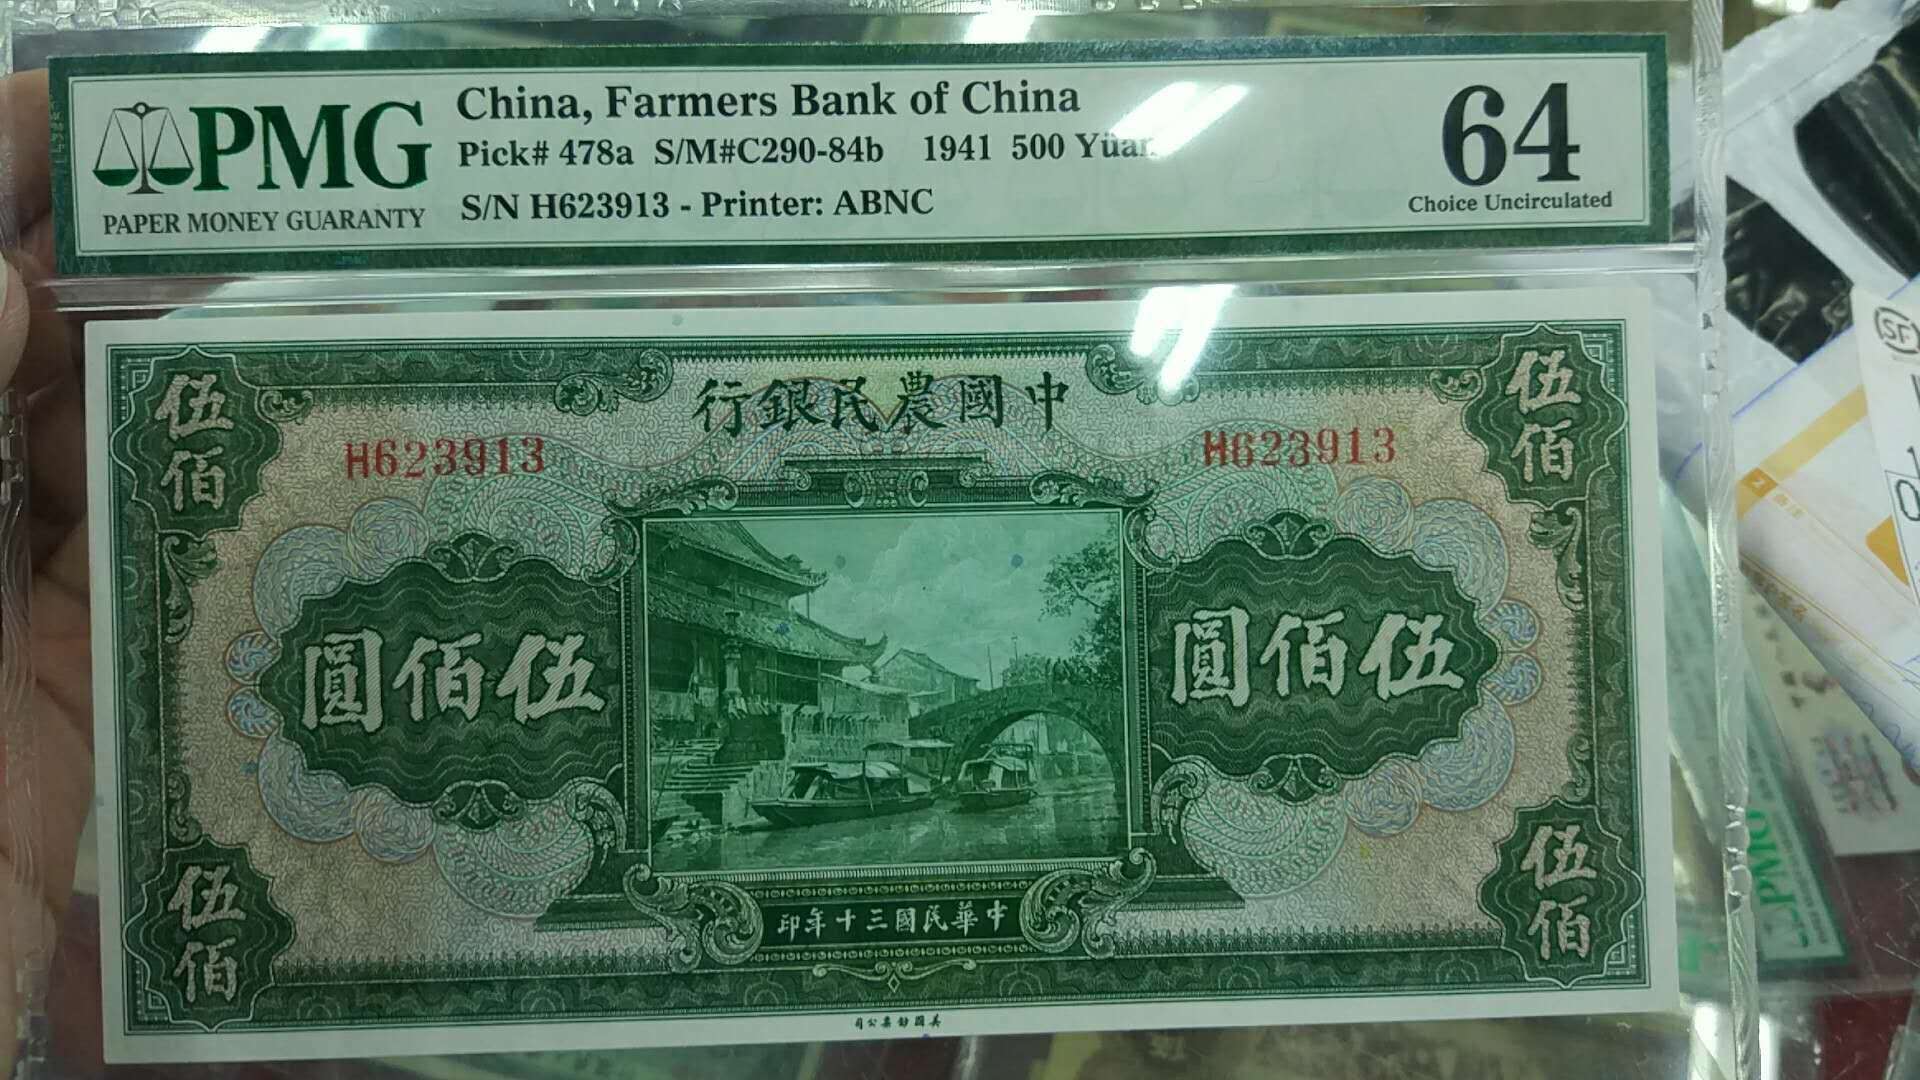 PMG
PAPER MONEY GUARANTY
China, Farmers Bank of China
Pick# 478a S/M#C290-84b 1941 500 Yüan
S/N H623913 - Printer: ABNC
64
Choice Uncirculated
行銀民農國中
伍佰
伍佰
H623913
H623913
圓佰伍
圓佰伍
伍佰
伍佰
印年十三國民華中
司公票鈔國美
SF
PMG